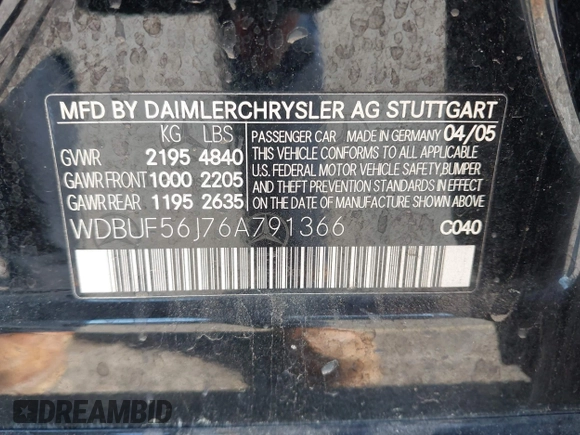 MFD BY DAIMLERCHRYSLER AG STUTTGART
KG LBS
GVWR 2195 4840
GAWR FRONT 1000 2205
GAWR REAR 1195 2635
PASSENGER CAR MADE IN GERMANY 04/05
THIS VEHICLE CONFORMS TO ALL APPLICABLE
U.S. FEDERAL MOTOR VEHICLE SAFETY, BUMPER
AND THEFT PREVENTION STANDARDS IN EFFECT
ON THE DATE OF MANUFACTURE SHOWN ABOVE
WDBUF56J76A791366 C040
DREAMBID